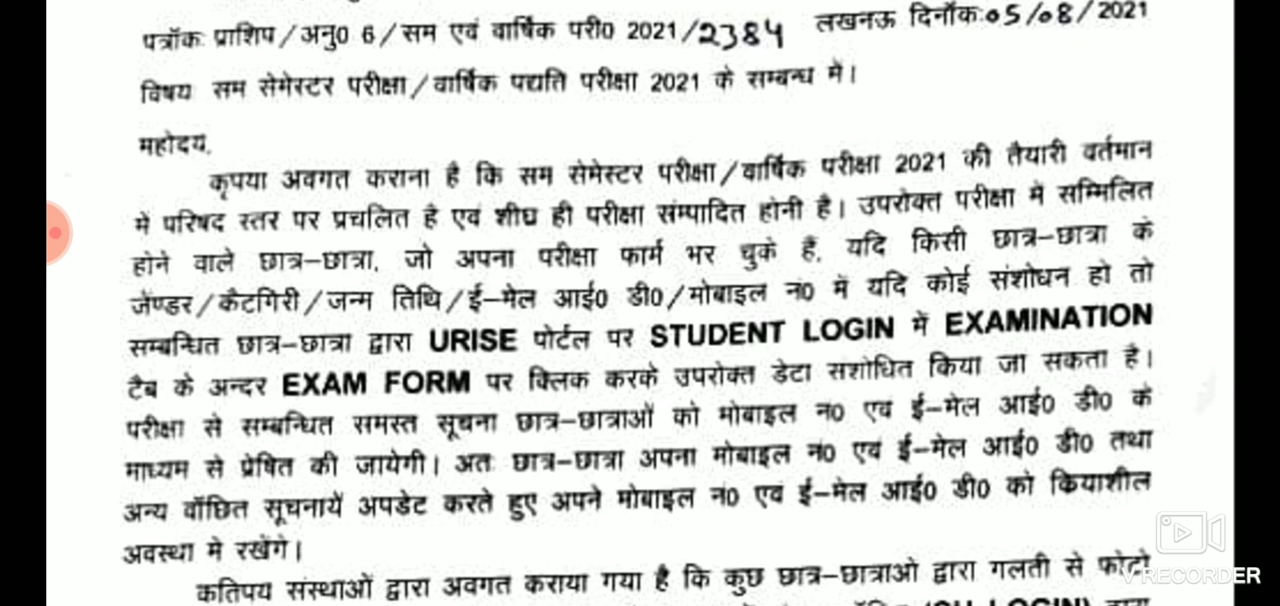 पत्रॉकः प्राशिप/अनु0 6/सम एवं वार्षिक परी0 2021/2384 लखनऊ दिनॉकः05/08/2021
विषय सम सेमेस्टर परीक्षा/वार्षिक पद्यति परीक्षा 2021 के सम्बन्ध में।
महोदय,
कृपया अवगत कराना है कि सम सेमेस्टर परीक्षा/वार्षिक परीक्षा 2021 की तैयारी वर्तमान
मे परिषद स्तर पर प्रचलित है एवं शीघ्र ही परीक्षा संम्पादित होनी है। उपरोक्त परीक्षा मे सम्मिलित
होने वाले छात्र-छात्रा, जो अपना परीक्षा फार्म भर चुके हैं, यदि किसी छात्र-छात्रा के
जेंण्डर/कैटगिरी/जन्म तिथि/ई-मेल आई0 डी0/मोबाइल नं0 में यदि कोई संशोधन हो तो
सम्बन्धित छात्र-छात्रा द्वारा URISE पोर्टल पर STUDENT LOGIN में EXAMINATION
टैब के अन्दर EXAM FORM पर क्लिक करके उपरोक्त डेटा संशोधित किया जा सकता है।
परीक्षा से सम्बन्धित समस्त सूचना छात्र-छात्राओं को मोबाइल न0 एवं ई-मेल आई0 डी0 के
माध्यम से प्रेषित की जायेगी। अतः छात्र-छात्रा अपना मोबाइल नं0 एवं ई-मेल आई0 डी0 तथा
अन्य वॉछित सूचनायें अपडेट करते हुए अपने मोबाइल नं0 एवं ई-मेल आई0 डी0 को कियाशील
अवस्था मे रखेंगे।
कतिपय संस्थाओं द्वारा अवगत कराया गया है कि कुछ छात्र-छात्राओ द्वारा गलती से फोटो
V RECORDER